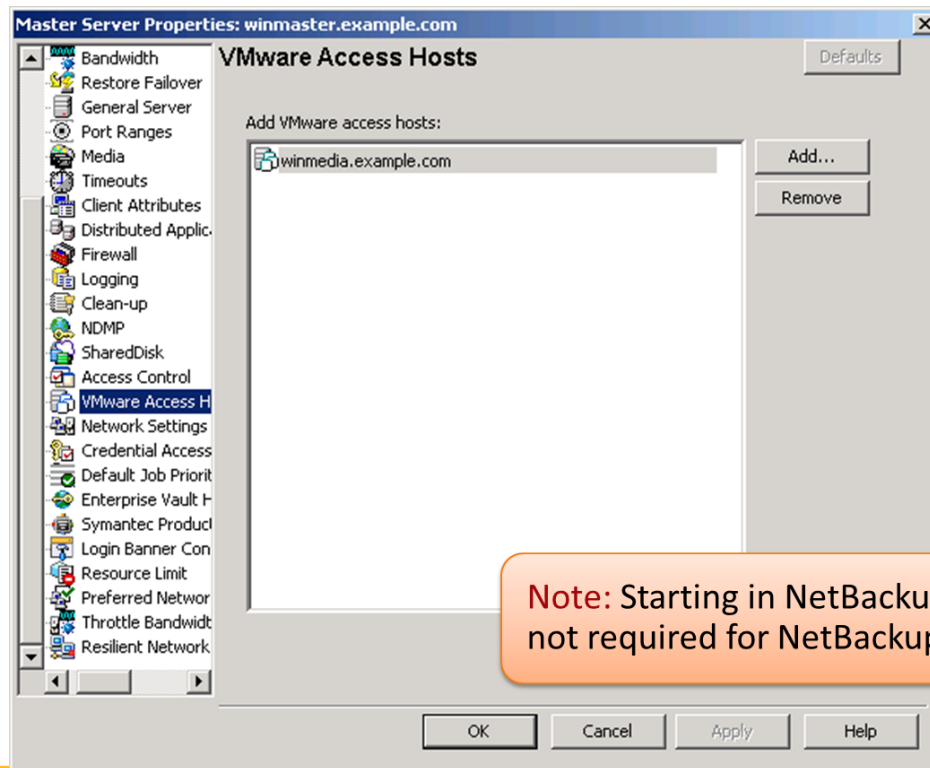 Master Server Properties: winmaster.example.com
VMware Access Hosts
Defaults
Bandwidth
Restore Failover
General Server
Port Ranges
Media
Timeouts
Client Attributes
Distributed Applic
Firewall
Logging
Clean-up
NDMP
SharedDisk
Access Control
VMware Access H
Network Settings
Credential Access
Default Job Priorit
Enterprise Vault H
Symantec Product
Login Banner Con
Resource Limit
Preferred Networ
Throttle Bandwidt
Resilient Network
Add VMware access hosts:
winmedia.example.com
Add...
Remove
Note: Starting in NetBacku
not required for NetBackup
OK
Cancel
Apply
Help